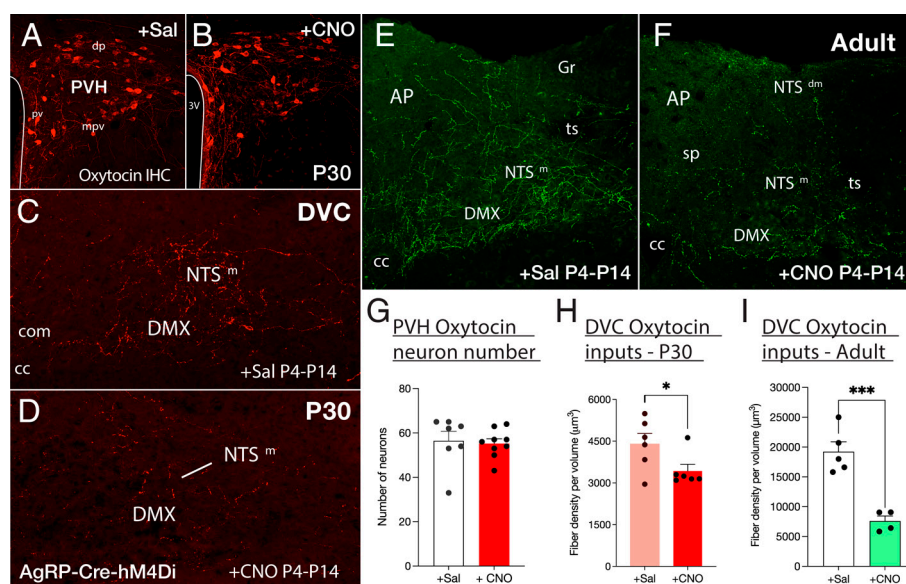 A
+Sal
dp
PVH
pv
mpv
Oxytocin IHC
B
+CNO
3V
P30
C
DVC
NTS m
DMX
com
cc
+Sal P4-P14
D
P30
NTS m
DMX
AgRP-Cre-hM4Di
+CNO P4-P14
E
Gr
AP
ts
NTS m
DMX
cc
+Sal P4-P14
F
Adult
NTS dm
AP
sp
NTS m
ts
DMX
cc
+CNO P4-P14
G
PVH Oxytocin
neuron number
Number of neurons
80
60
40
20
0
+Sal
+ CNO
H
DVC Oxytocin
inputs - P30
Fiber density per volume (μm³)
6000
4500
3000
1500
0
*
+Sal
+CNO
I
DVC Oxytocin
inputs - Adult
Fiber density per volume (μm³)
30000
25000
20000
15000
10000
5000
0
***
+Sal
+CNO